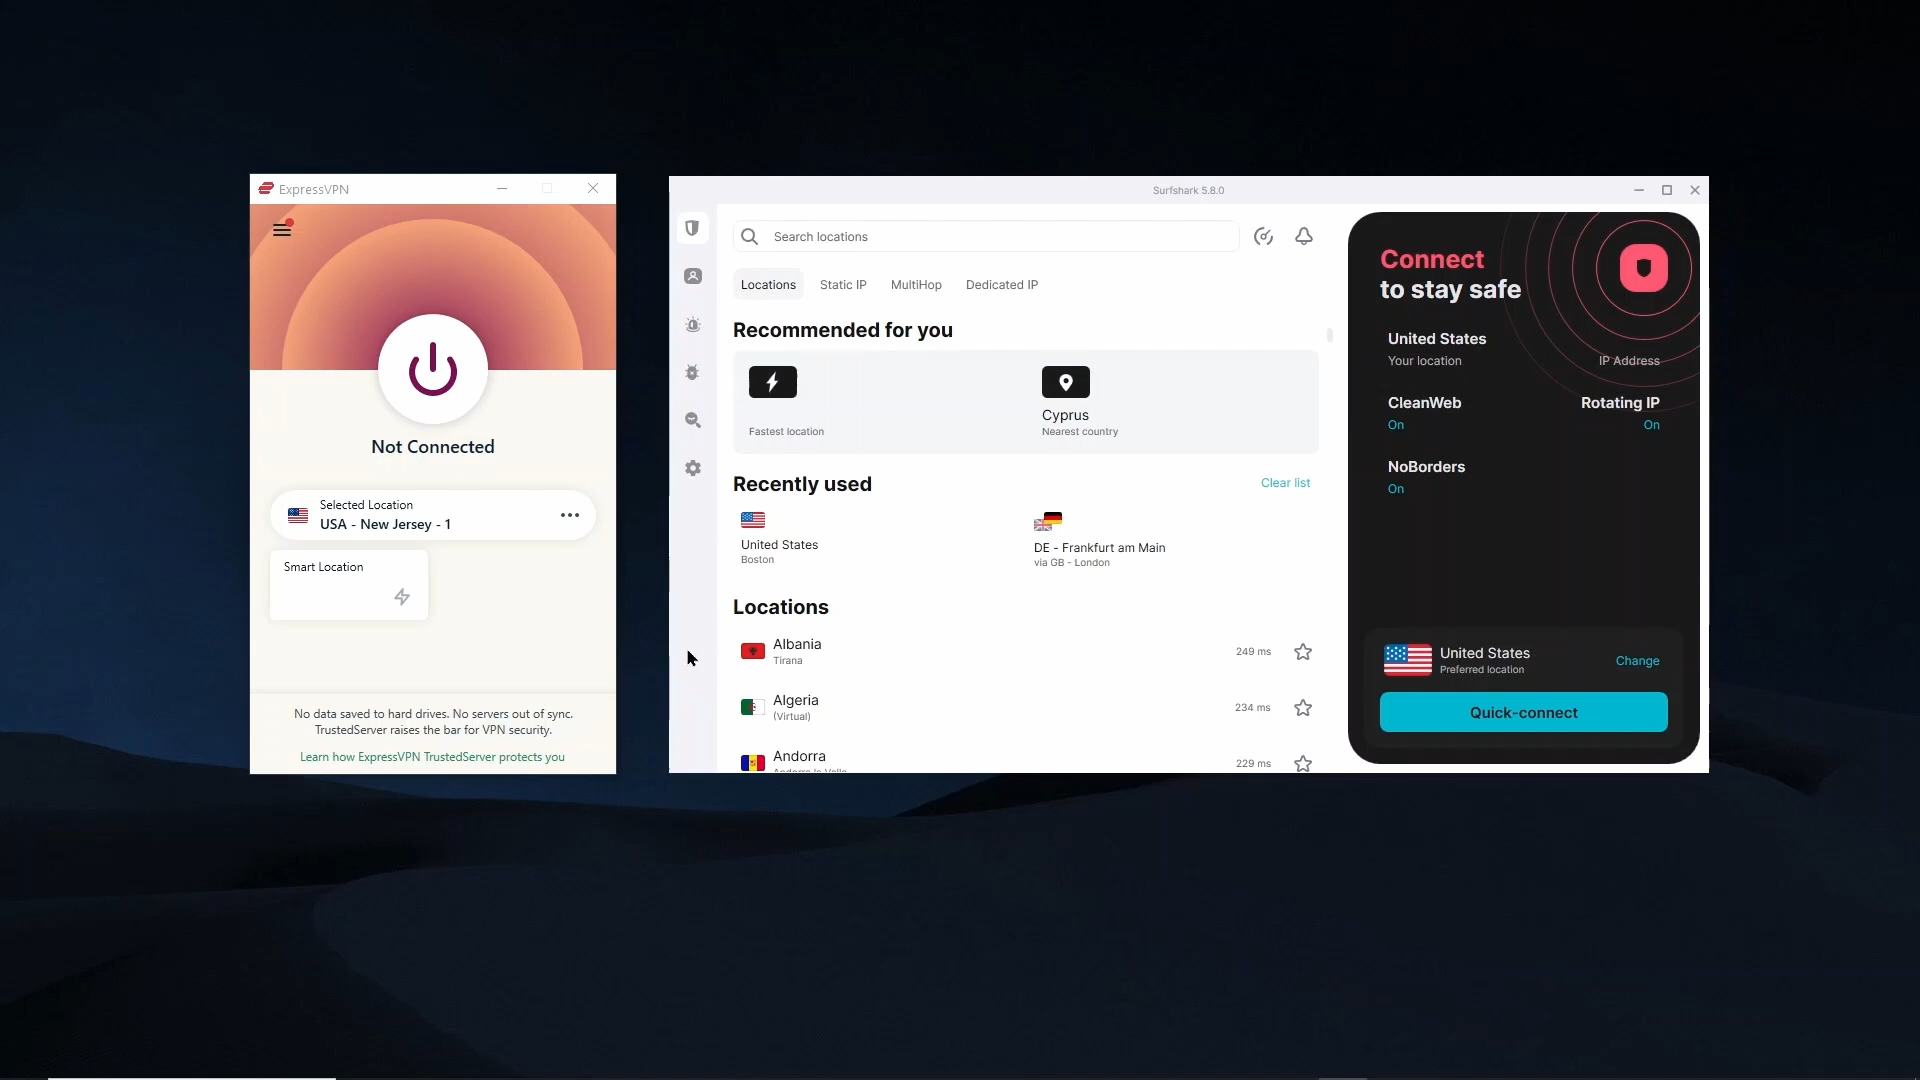 ExpressVPN
Not Connected
Selected Location
USA - New Jersey - 1
Smart Location
No data saved to hard drives. No servers out of sync.
TrustedServer raises the bar for VPN security.
Learn how ExpressVPN TrustedServer protects you
Surfshark 5.8.0
Search locations
Locations Static IP MultiHop Dedicated IP
Recommended for you
Fastest location
Cyprus
Nearest country
Recently used Clear list
United States
Boston
DE - Frankfurt am Main
via GB - London
Locations
Albania
Tirana
249 ms
Algeria
(Virtual)
234 ms
Andorra
Andorra la Vella
229 ms
Connect
to stay safe
United States
Your location IP Address
CleanWeb Rotating IP
On On
NoBorders
On
United States
Preferred location
Change
Quick-connect